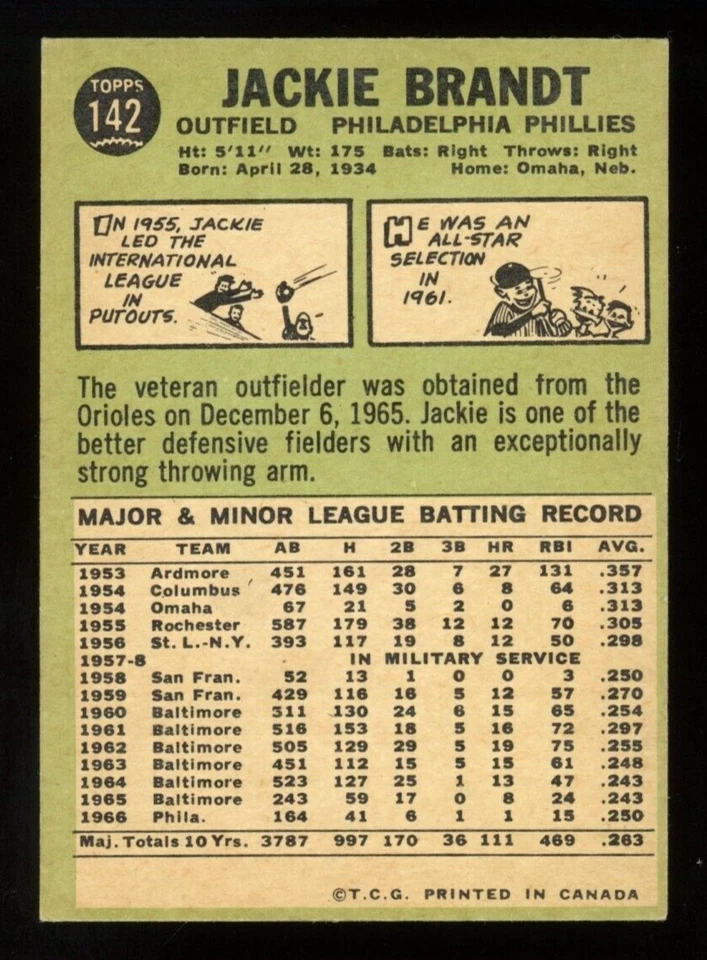 TOPPS
142
JACKIE BRANDT
OUTFIELD PHILADELPHIA PHILLIES
Ht: 5'11" Wt: 175 Bats: Right Throws: Right
Born: April 28, 1934 Home: Omaha, Neb.
IN 1955, JACKIE
LED THE
INTERNATIONAL
LEAGUE
IN
PUTOUTS.
HE WAS AN
ALL-STAR
SELECTION
IN
1961.
The veteran outfielder was obtained from the
Orioles on December 6, 1965. Jackie is one of the
better defensive fielders with an exceptionally
strong throwing arm.
MAJOR & MINOR LEAGUE BATTING RECORD
YEAR TEAM AB H 2B 3B HR RBI AVG.
1953 Ardmore 451 161 28 7 27 131 .357
1954 Columbus 476 149 30 6 8 64 .313
1954 Omaha 67 21 5 2 0 6 .313
1955 Rochester 587 179 38 12 12 70 .305
1956 St. L.-N.Y. 393 117 19 8 12 50 .298
1957-8 IN MILITARY SERVICE
1958 San Fran. 52 13 1 0 0 3 .250
1959 San Fran. 429 116 16 5 12 57 .270
1960 Baltimore 511 130 24 6 15 65 .254
1961 Baltimore 516 153 18 5 16 72 .297
1962 Baltimore 505 129 29 5 19 75 .255
1963 Baltimore 451 112 15 5 15 61 .248
1964 Baltimore 523 127 25 1 13 47 .243
1965 Baltimore 243 59 17 0 8 24 .243
1966 Phila. 164 41 6 1 1 15 .250
Maj. Totals 10 Yrs. 3787 997 170 36 111 469 .263
©T.C.G. PRINTED IN CANADA